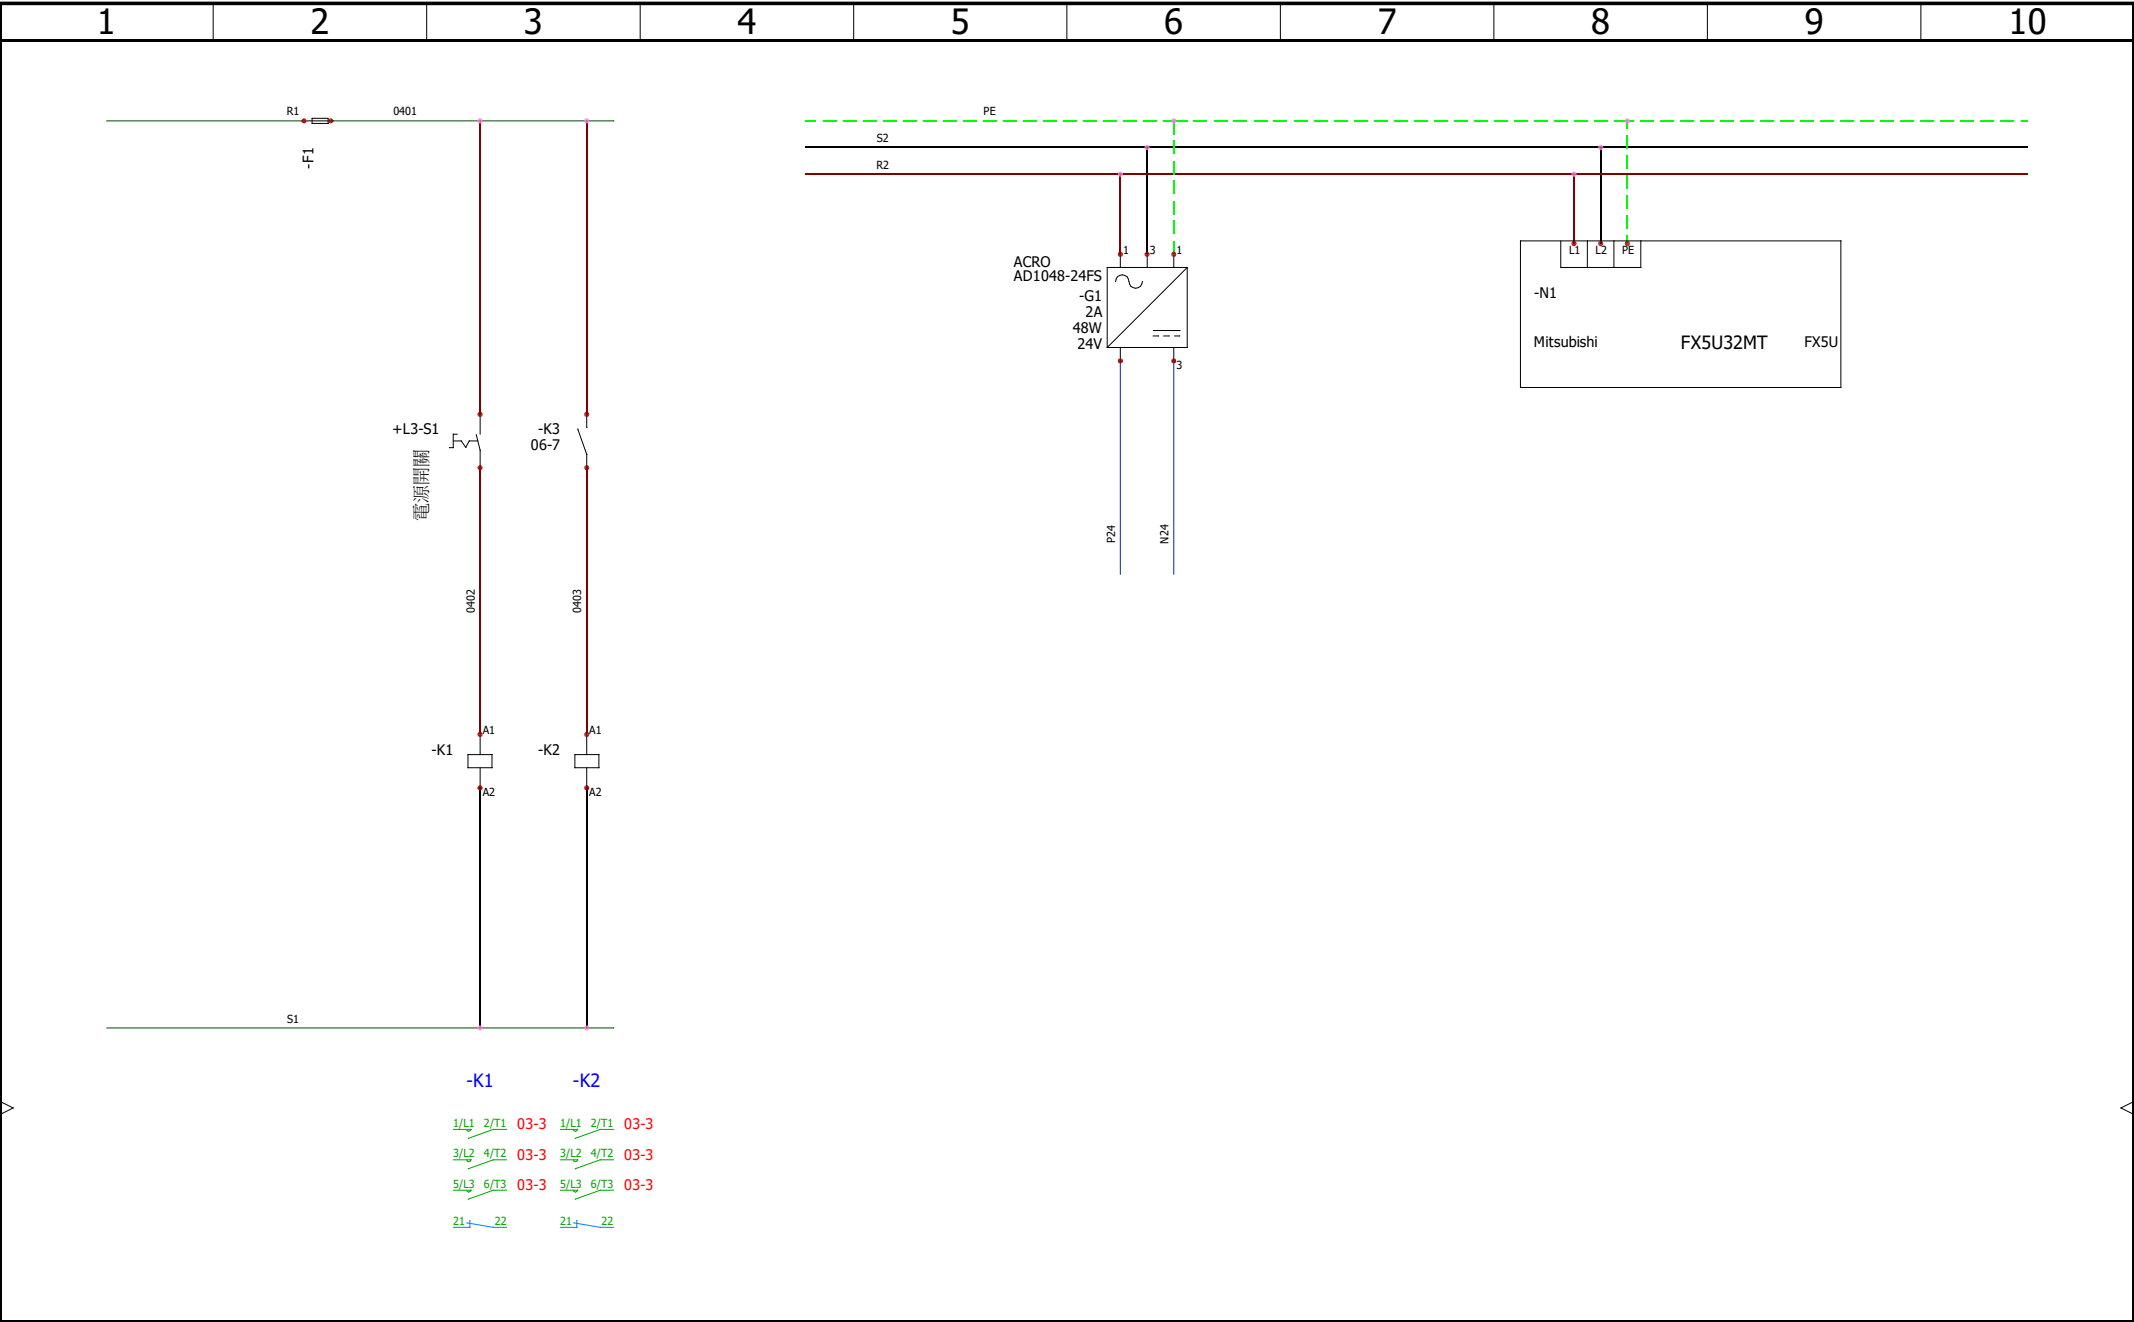 1 2 3 4 5 6 7 8 9 10
R1 0401
-F1
PE
S2
R2
1 3 1
ACRO
AD1048-24FS
-G1
2A
48W
24V
3
P24 N24
L1 L2 PE
-N1
Mitsubishi FX5U32MT FX5U
+L3-S1
電源開關
-K3
06-7
0402 0403
A1 A1
-K1 -K2
A2 A2
S1
-K1 -K2
1/L1 2/T1 03-3 1/L1 2/T1 03-3
3/L2 4/T2 03-3 3/L2 4/T2 03-3
5/L3 6/T3 03-3 5/L3 6/T3 03-3
21 22 21 22